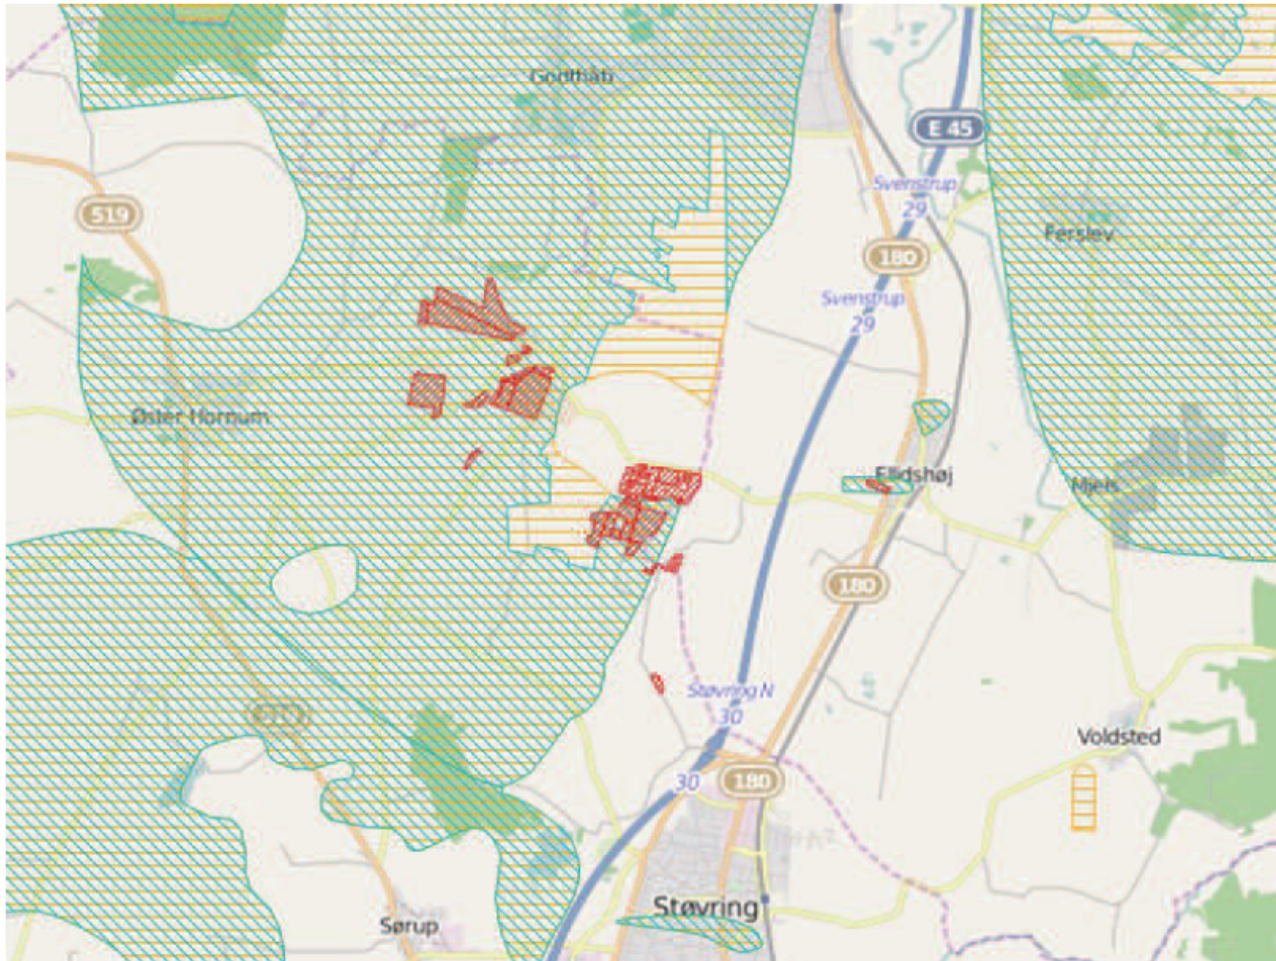 Godthåb
E 45
Svenstrup
29
519
Ferslev
180
Svenstrup
29
Øster Hornum
Ellidshøj
Mjels
180
Støvring N
30
519
Voldsted
30
180
Støvring
Sørup